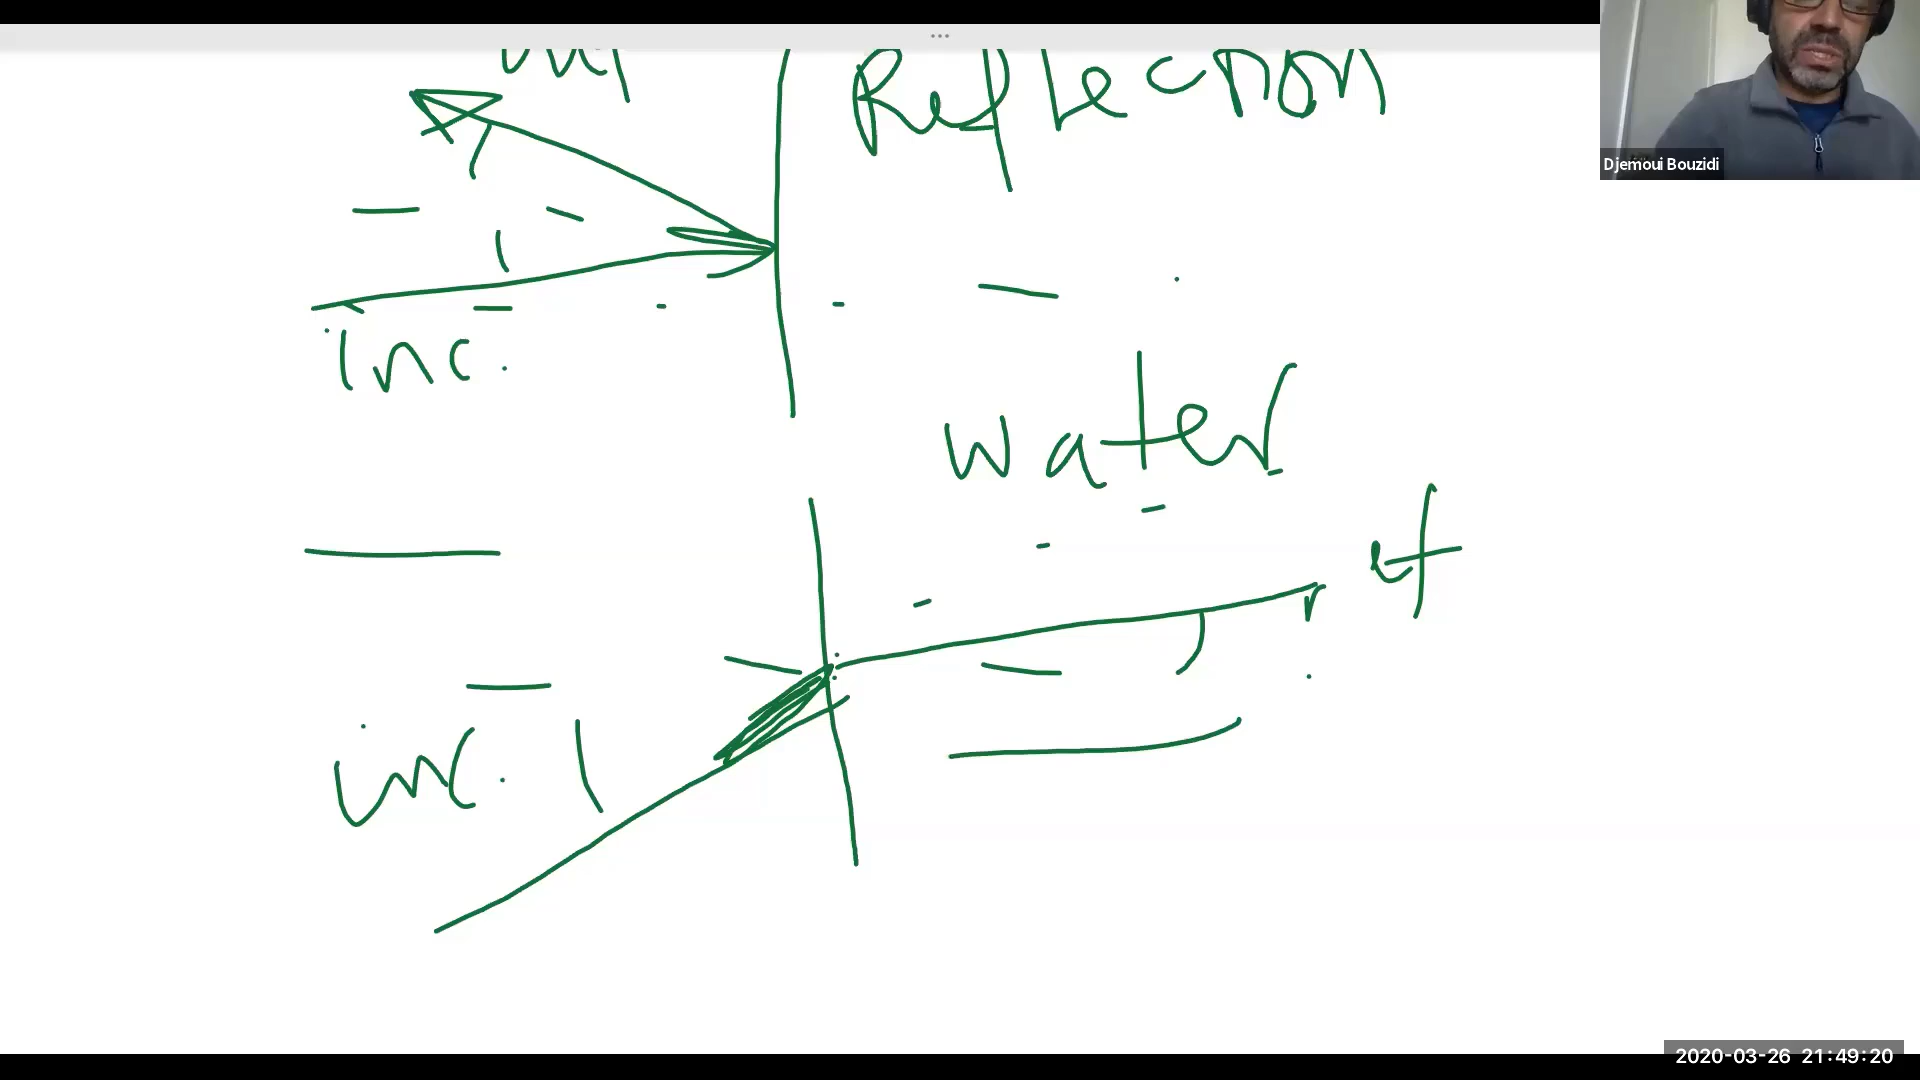 Reflection
Djemoui Bouzidi
inc.
water
ref
inc.
2020-03-26 21:49:20